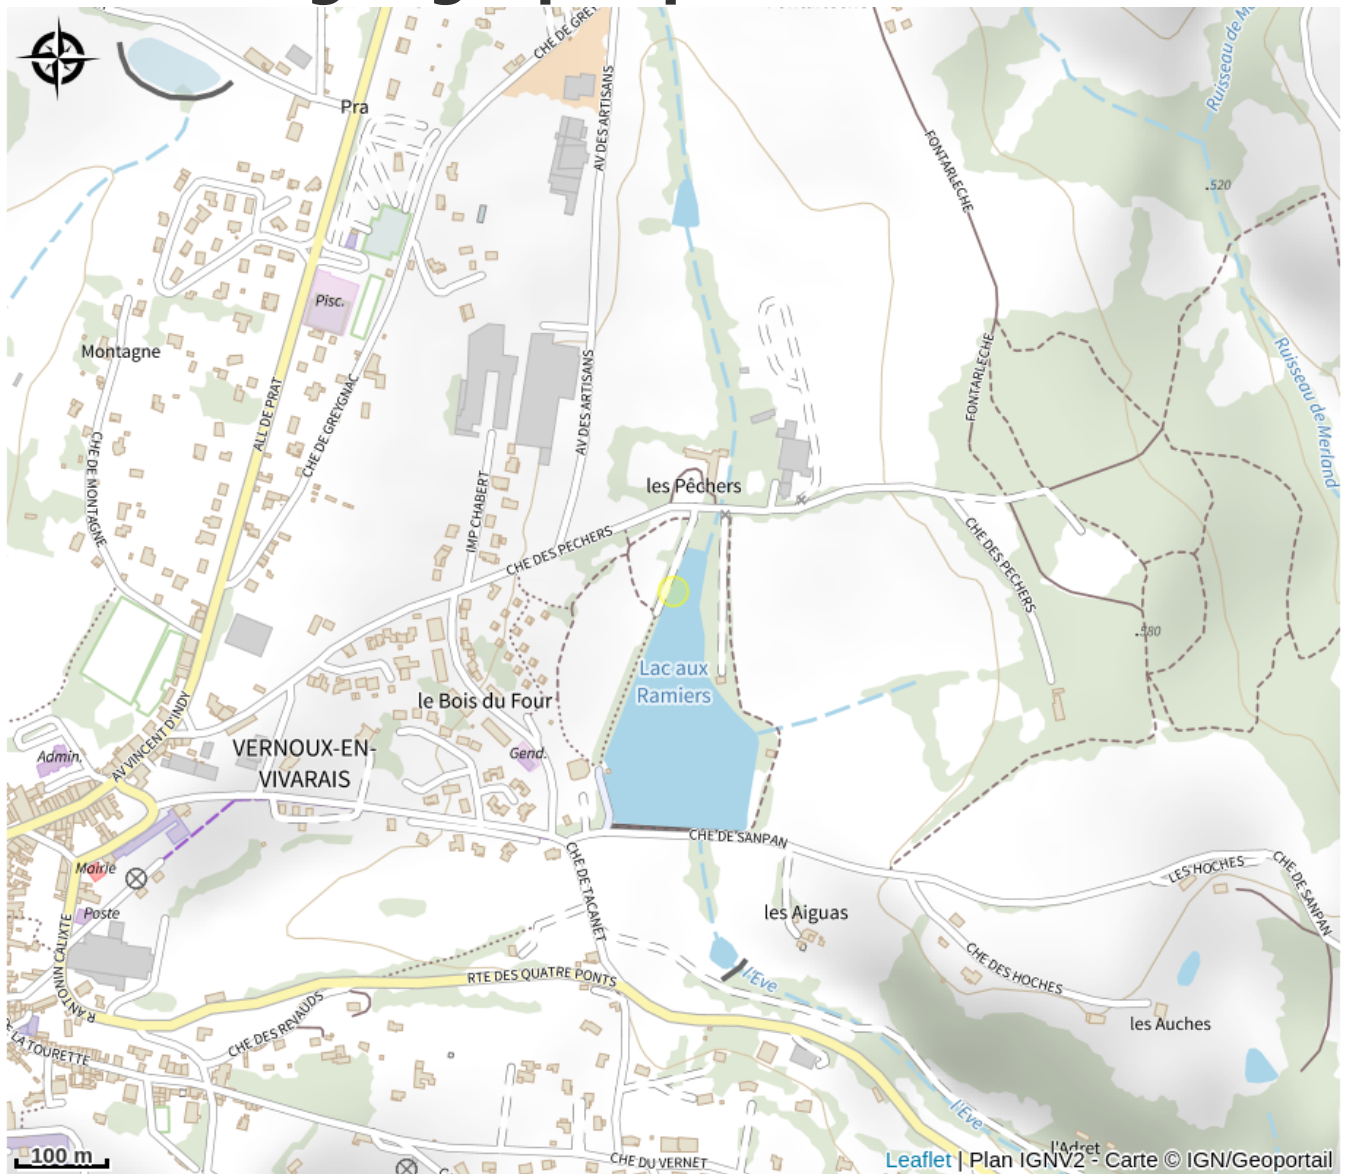 CHE DE GREY
Ruisseau de M
Pra
AV DES ARTISANS
FONTARLECHE
.520
Pisc.
Montagne
ALL DE PRAT
CHE DE GREYGNAC
AV DES ARTISANS
FONTARLECHE
Ruisseau de Merland
CHE DE MONTAGNE
IMP CHABERT
les Pêchers
CHE DES PECHERS
CHE DES PECHERS
.580
Lac aux
Ramiers
le Bois du Four
AV VINCENT D'INDY
Admin.
VERNOUX-EN-
VIVARAIS
Gend.
CHE DE SANPAN
Mairie
CHE DE TACANET
LES HOCHES
CHE DE SANPAN
Poste
les Aiguas
R ANTONIN CALIXTE
CHE DES HOCHES
RTE DES QUATRE PONTS
l'Eve
les Auches
CHE DES REVAUDS
LA TOURETTE
l'Eve
l'Adret
CHE DU VERNET
100 m
Leaflet | Plan IGNV2 - Carte © IGN/Geoportail